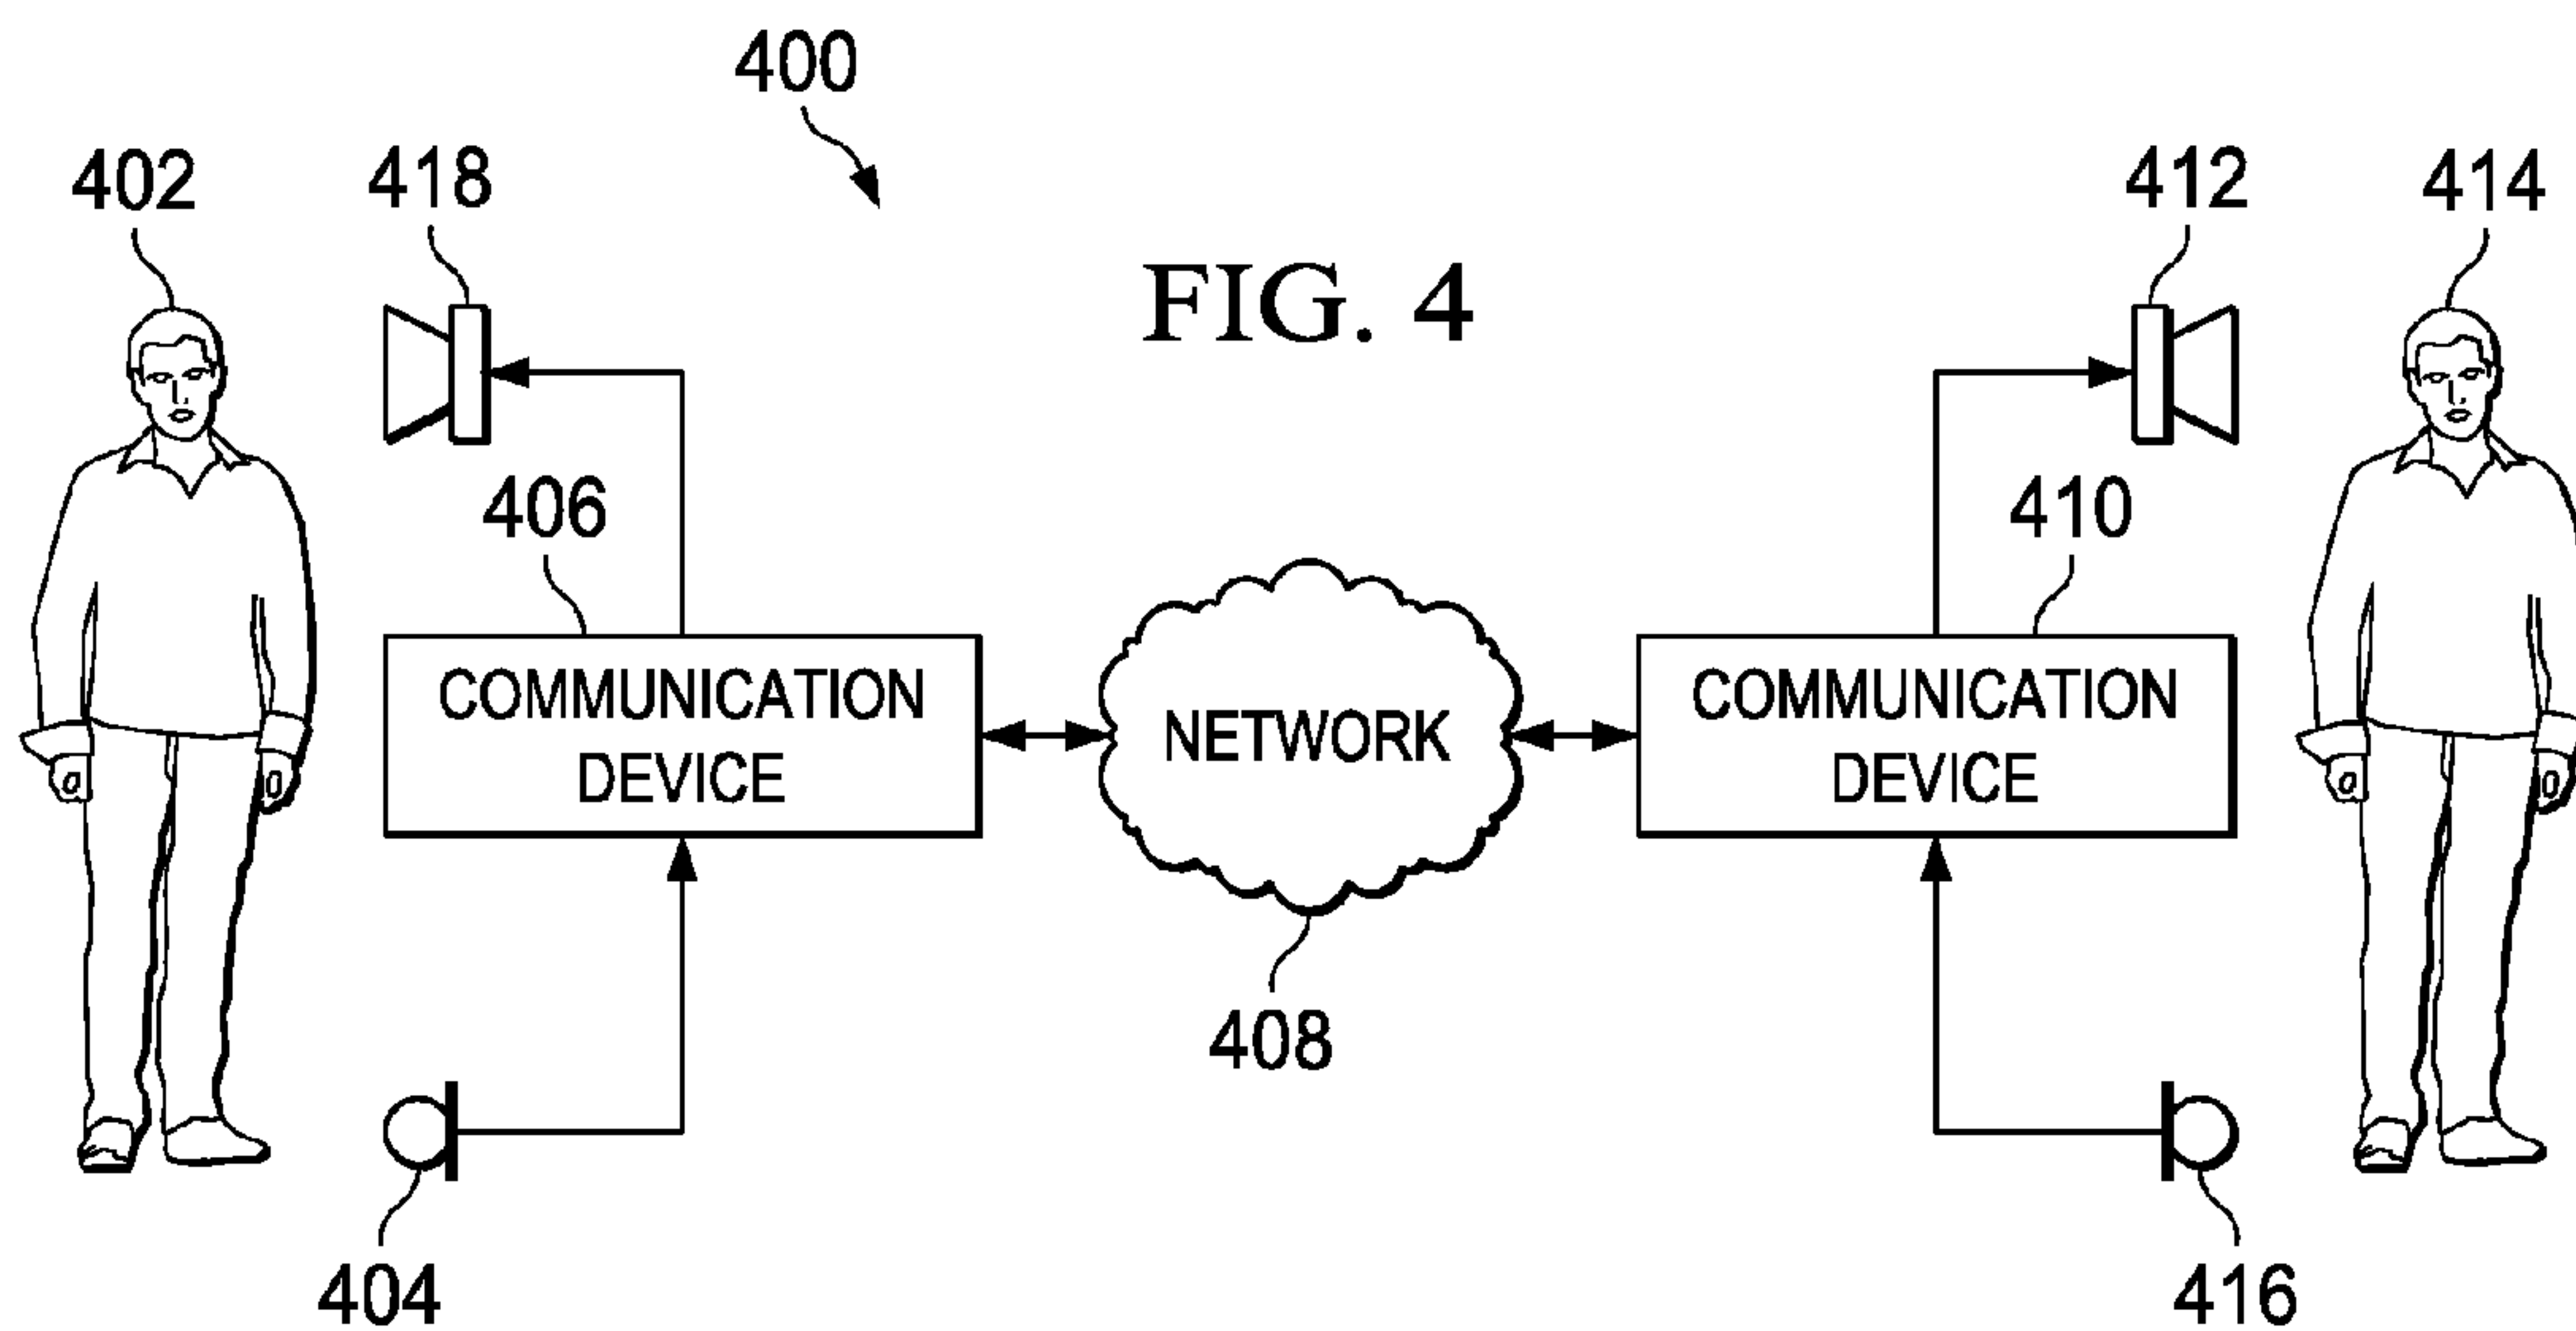 400
402
418
412
414
FIG. 4
406
410
COMMUNICATION
DEVICE
NETWORK
COMMUNICATION
DEVICE
408
404
416